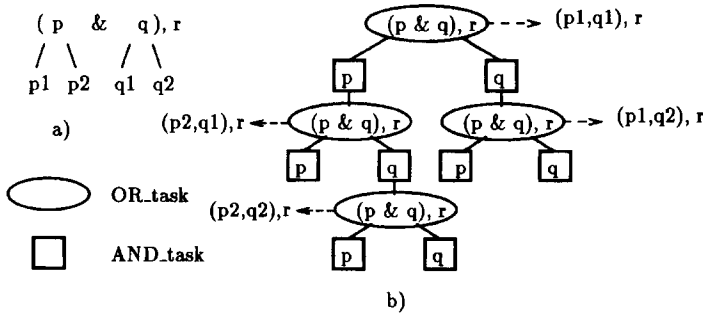 ( p & q), r
p1 p2 q1 q2
a)
OR_task
AND_task
(p & q), r
(p1,q1), r
p
q
(p2,q1),r
(p & q), r
(p & q), r
(p1,q2), r
p
q
p
q
(p2,q2),r
(p & q), r
p
q
b)